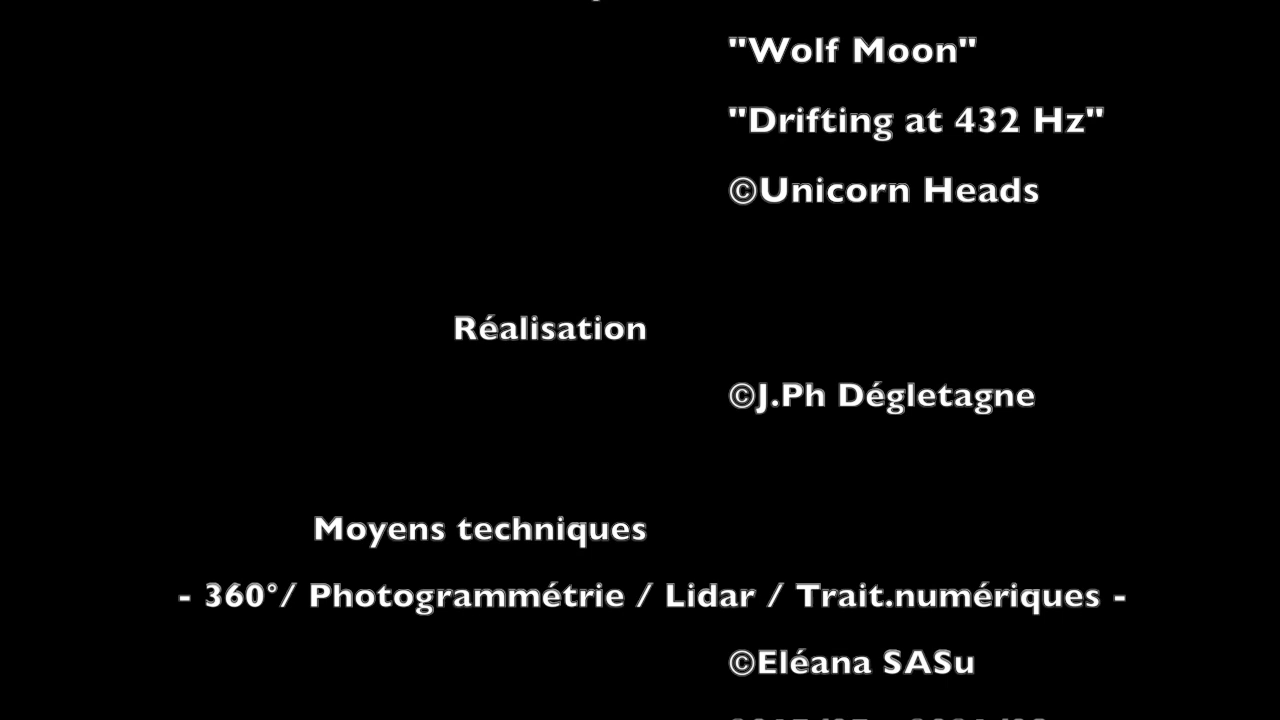 "Wolf Moon"
"Drifting at 432 Hz"
©Unicorn Heads
Réalisation
©J.Ph Dégletagne
Moyens techniques
- 360°/ Photogrammétrie / Lidar / Trait.numériques -
©Eléana SASu